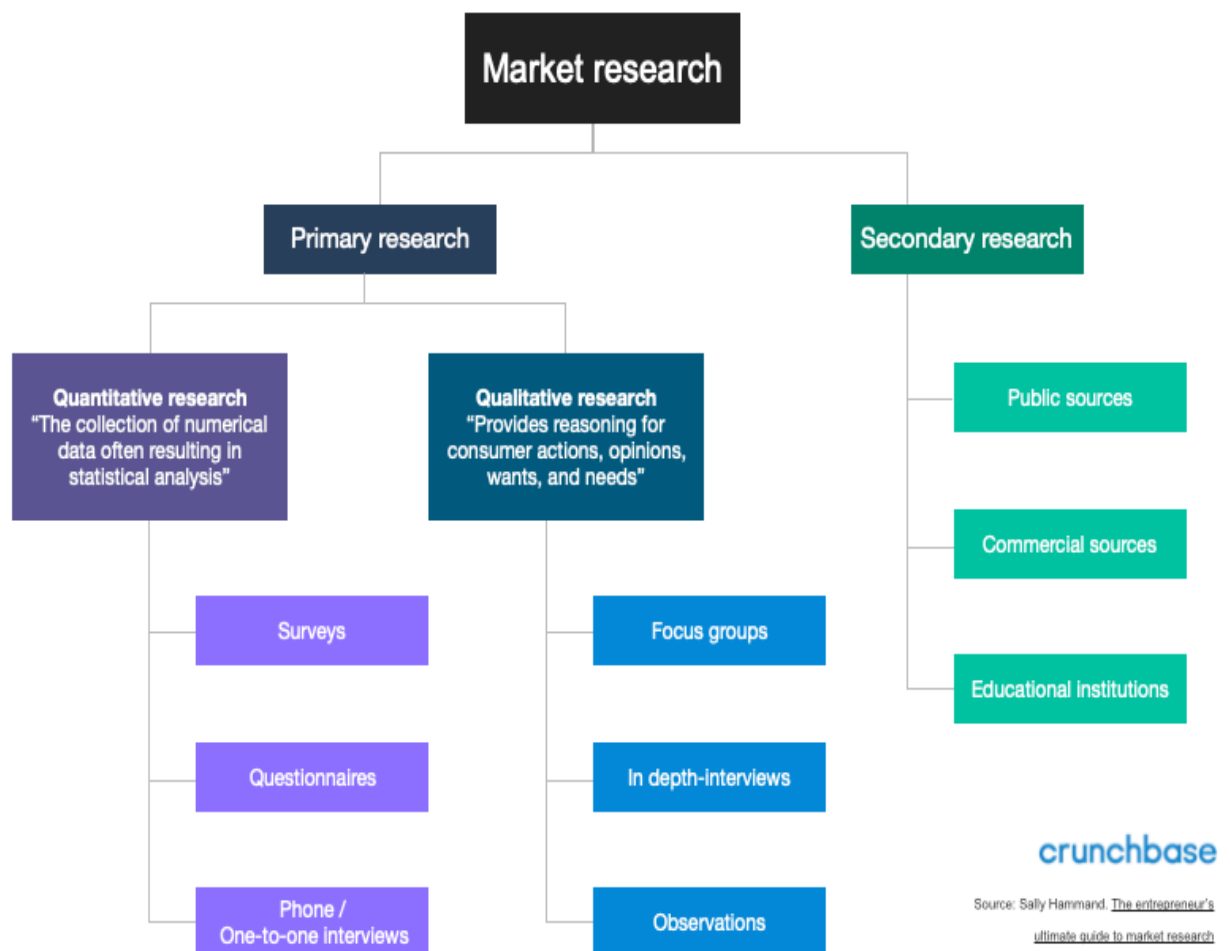 Market research
Primary research
Secondary research
Quantitative research
“The collection of numerical
data often resulting in
statistical analysis”
Qualitative research
“Provides reasoning for
consumer actions, opinions,
wants, and needs”
Public sources
Commercial sources
Educational institutions
Surveys
Questionnaires
Phone /
One-to-one interviews
Focus groups
In depth-interviews
Observations
crunchbase
Source: Sally Hammand. The entrepreneur's
ultimate guide to market research